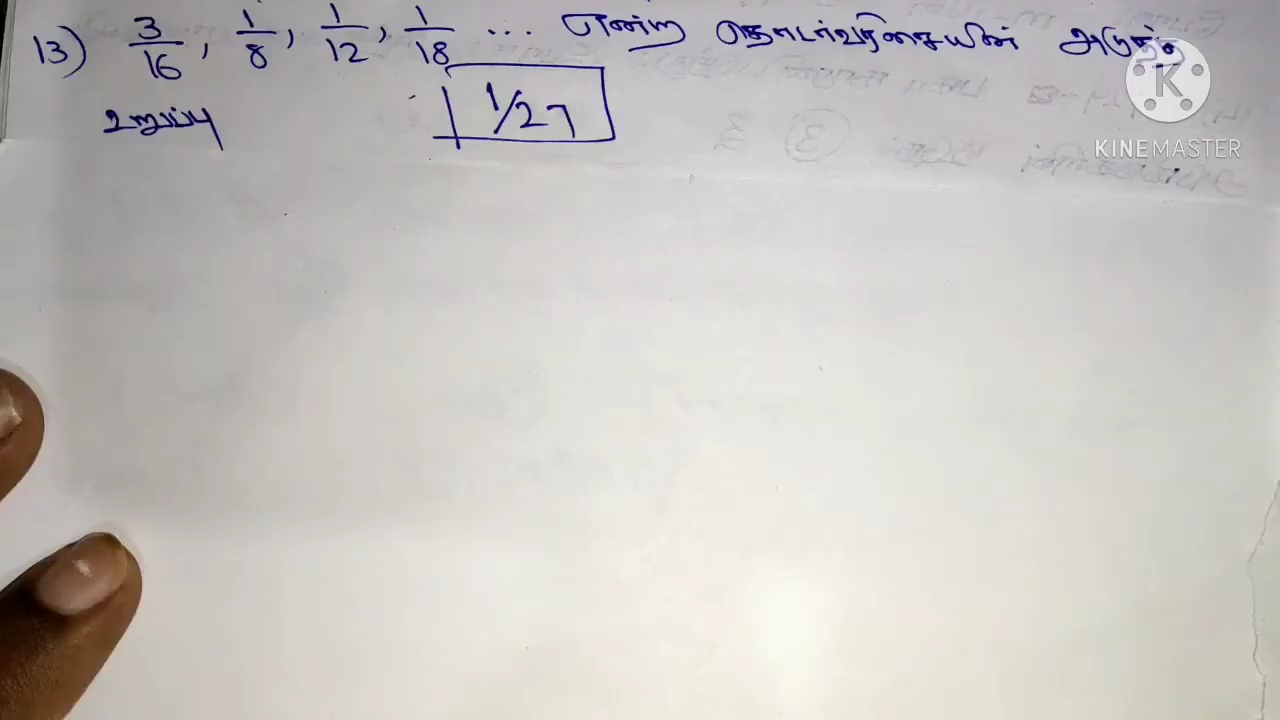 13) 3/16, 1/8, 1/12, 1/18 ... என்ற தொடர்வரிசையின் அடுத்த
உறுப்பு 1/27
K
KINEMASTER